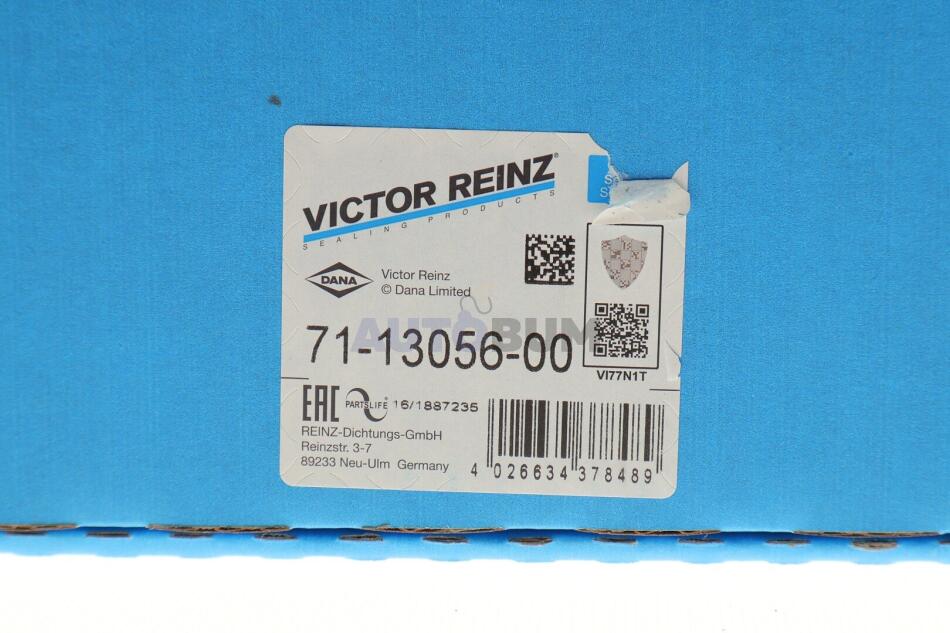 VICTOR REINZ®
SEALING PRODUCTS
S
S
DANA
Victor Reinz
© Dana Limited
AUTOBUM
71-13056-00
VI77N1T
EAC PARTSLIFE 16/1887235
REINZ-Dichtungs-GmbH
Reinzstr. 3-7
89233 Neu-Ulm Germany
4 026634 378489